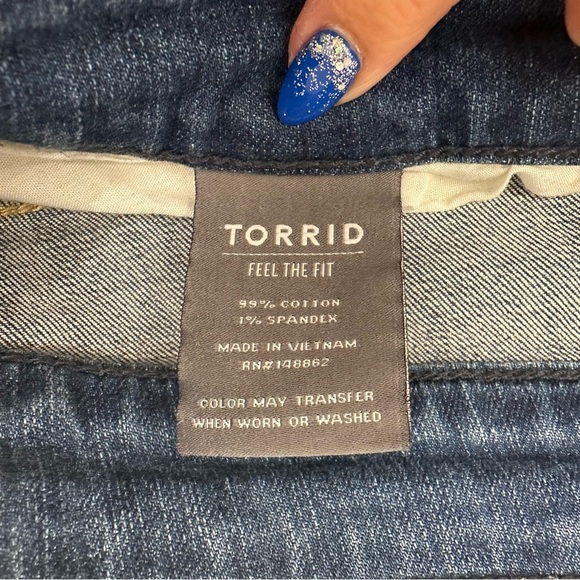 TORRID
FEEL THE FIT
99% COTTON
1% SPANDEX
MADE IN VIETNAM
RN#148862
COLOR MAY TRANSFER
WHEN WORN OR WASHED